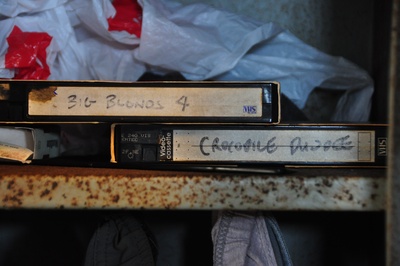 BIG BLONDS 4
VHS
Video cassette
CROCODILE DUNDEE
VHS